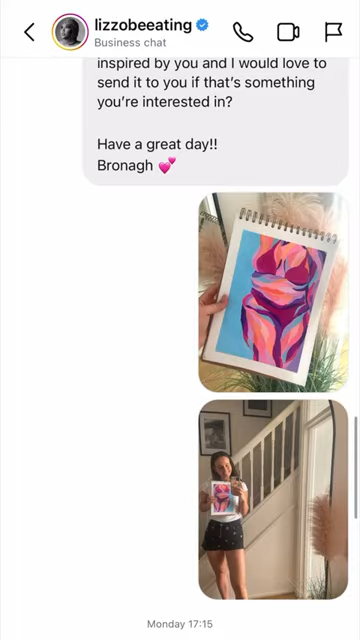 lizzobeeating
Business chat
inspired by you and I would love to
send it to you if that's something
you're interested in?
Have a great day!!
Bronagh 💕
Monday 17:15